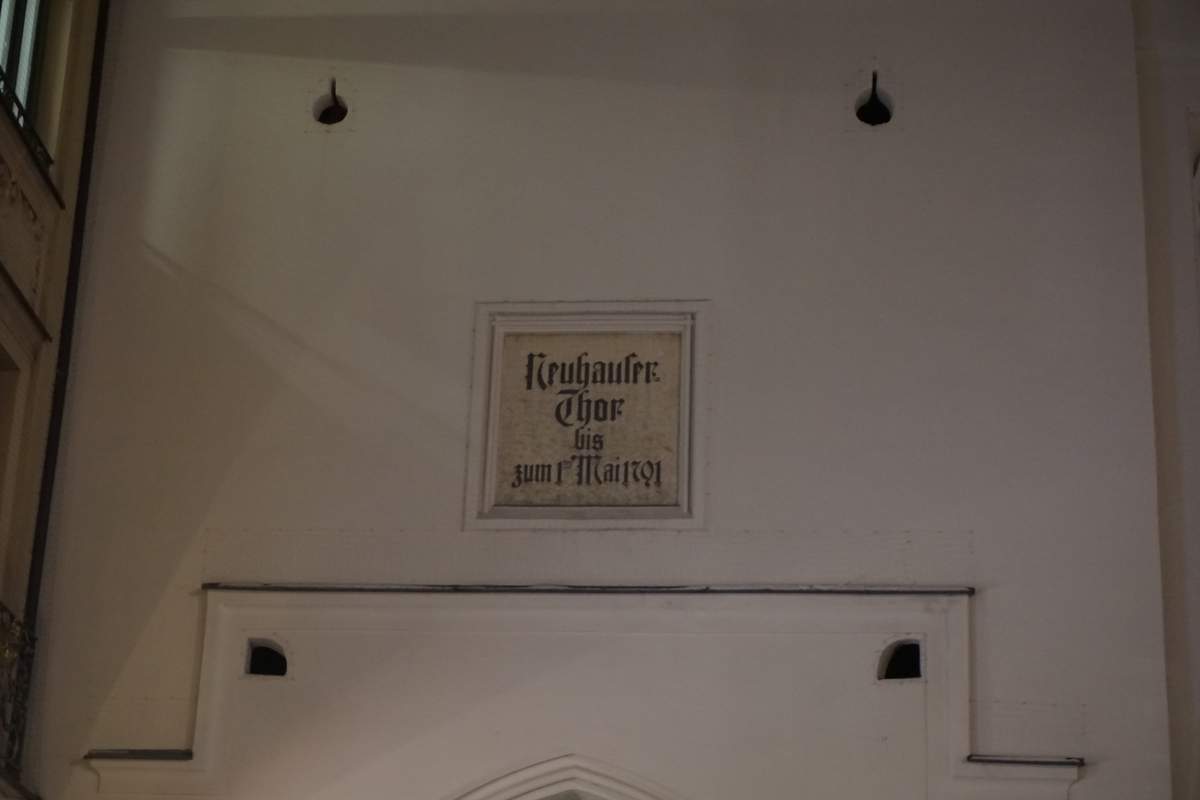 Neuhauser
Thor
bis
zum 1ten Mai 1791